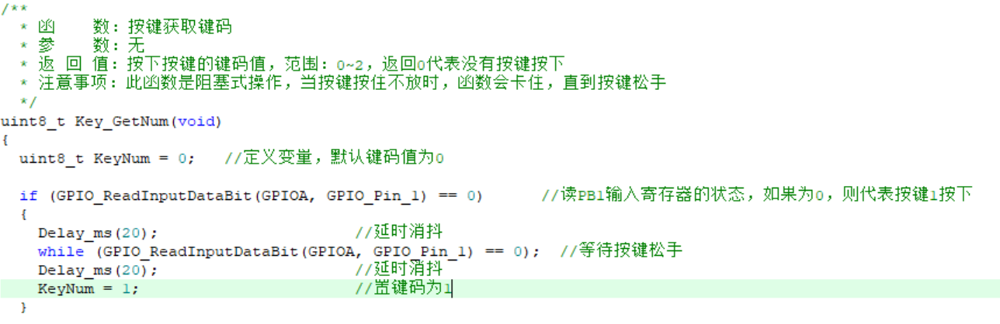 /**
  * 函    数：按键获取键码
  * 参    数：无
  * 返 回 值：按下按键的键码值，范围：0~2，返回0代表没有按键按下
  * 注意事项：此函数是阻塞式操作，当按键按住不放时，函数会卡住，直到按键松手
  */
uint8_t Key_GetNum(void)
{
  uint8_t KeyNum = 0;   //定义变量，默认键码值为0
  if (GPIO_ReadInputDataBit(GPIOA, GPIO_Pin_1) == 0)      //读PB1输入寄存器的状态，如果为0，则代表按键1按下
  {
    Delay_ms(20);                     //延时消抖
    while (GPIO_ReadInputDataBit(GPIOA, GPIO_Pin_1) == 0);  //等待按键松手
    Delay_ms(20);                     //延时消抖
    KeyNum = 1;                       //置键码为1
  }